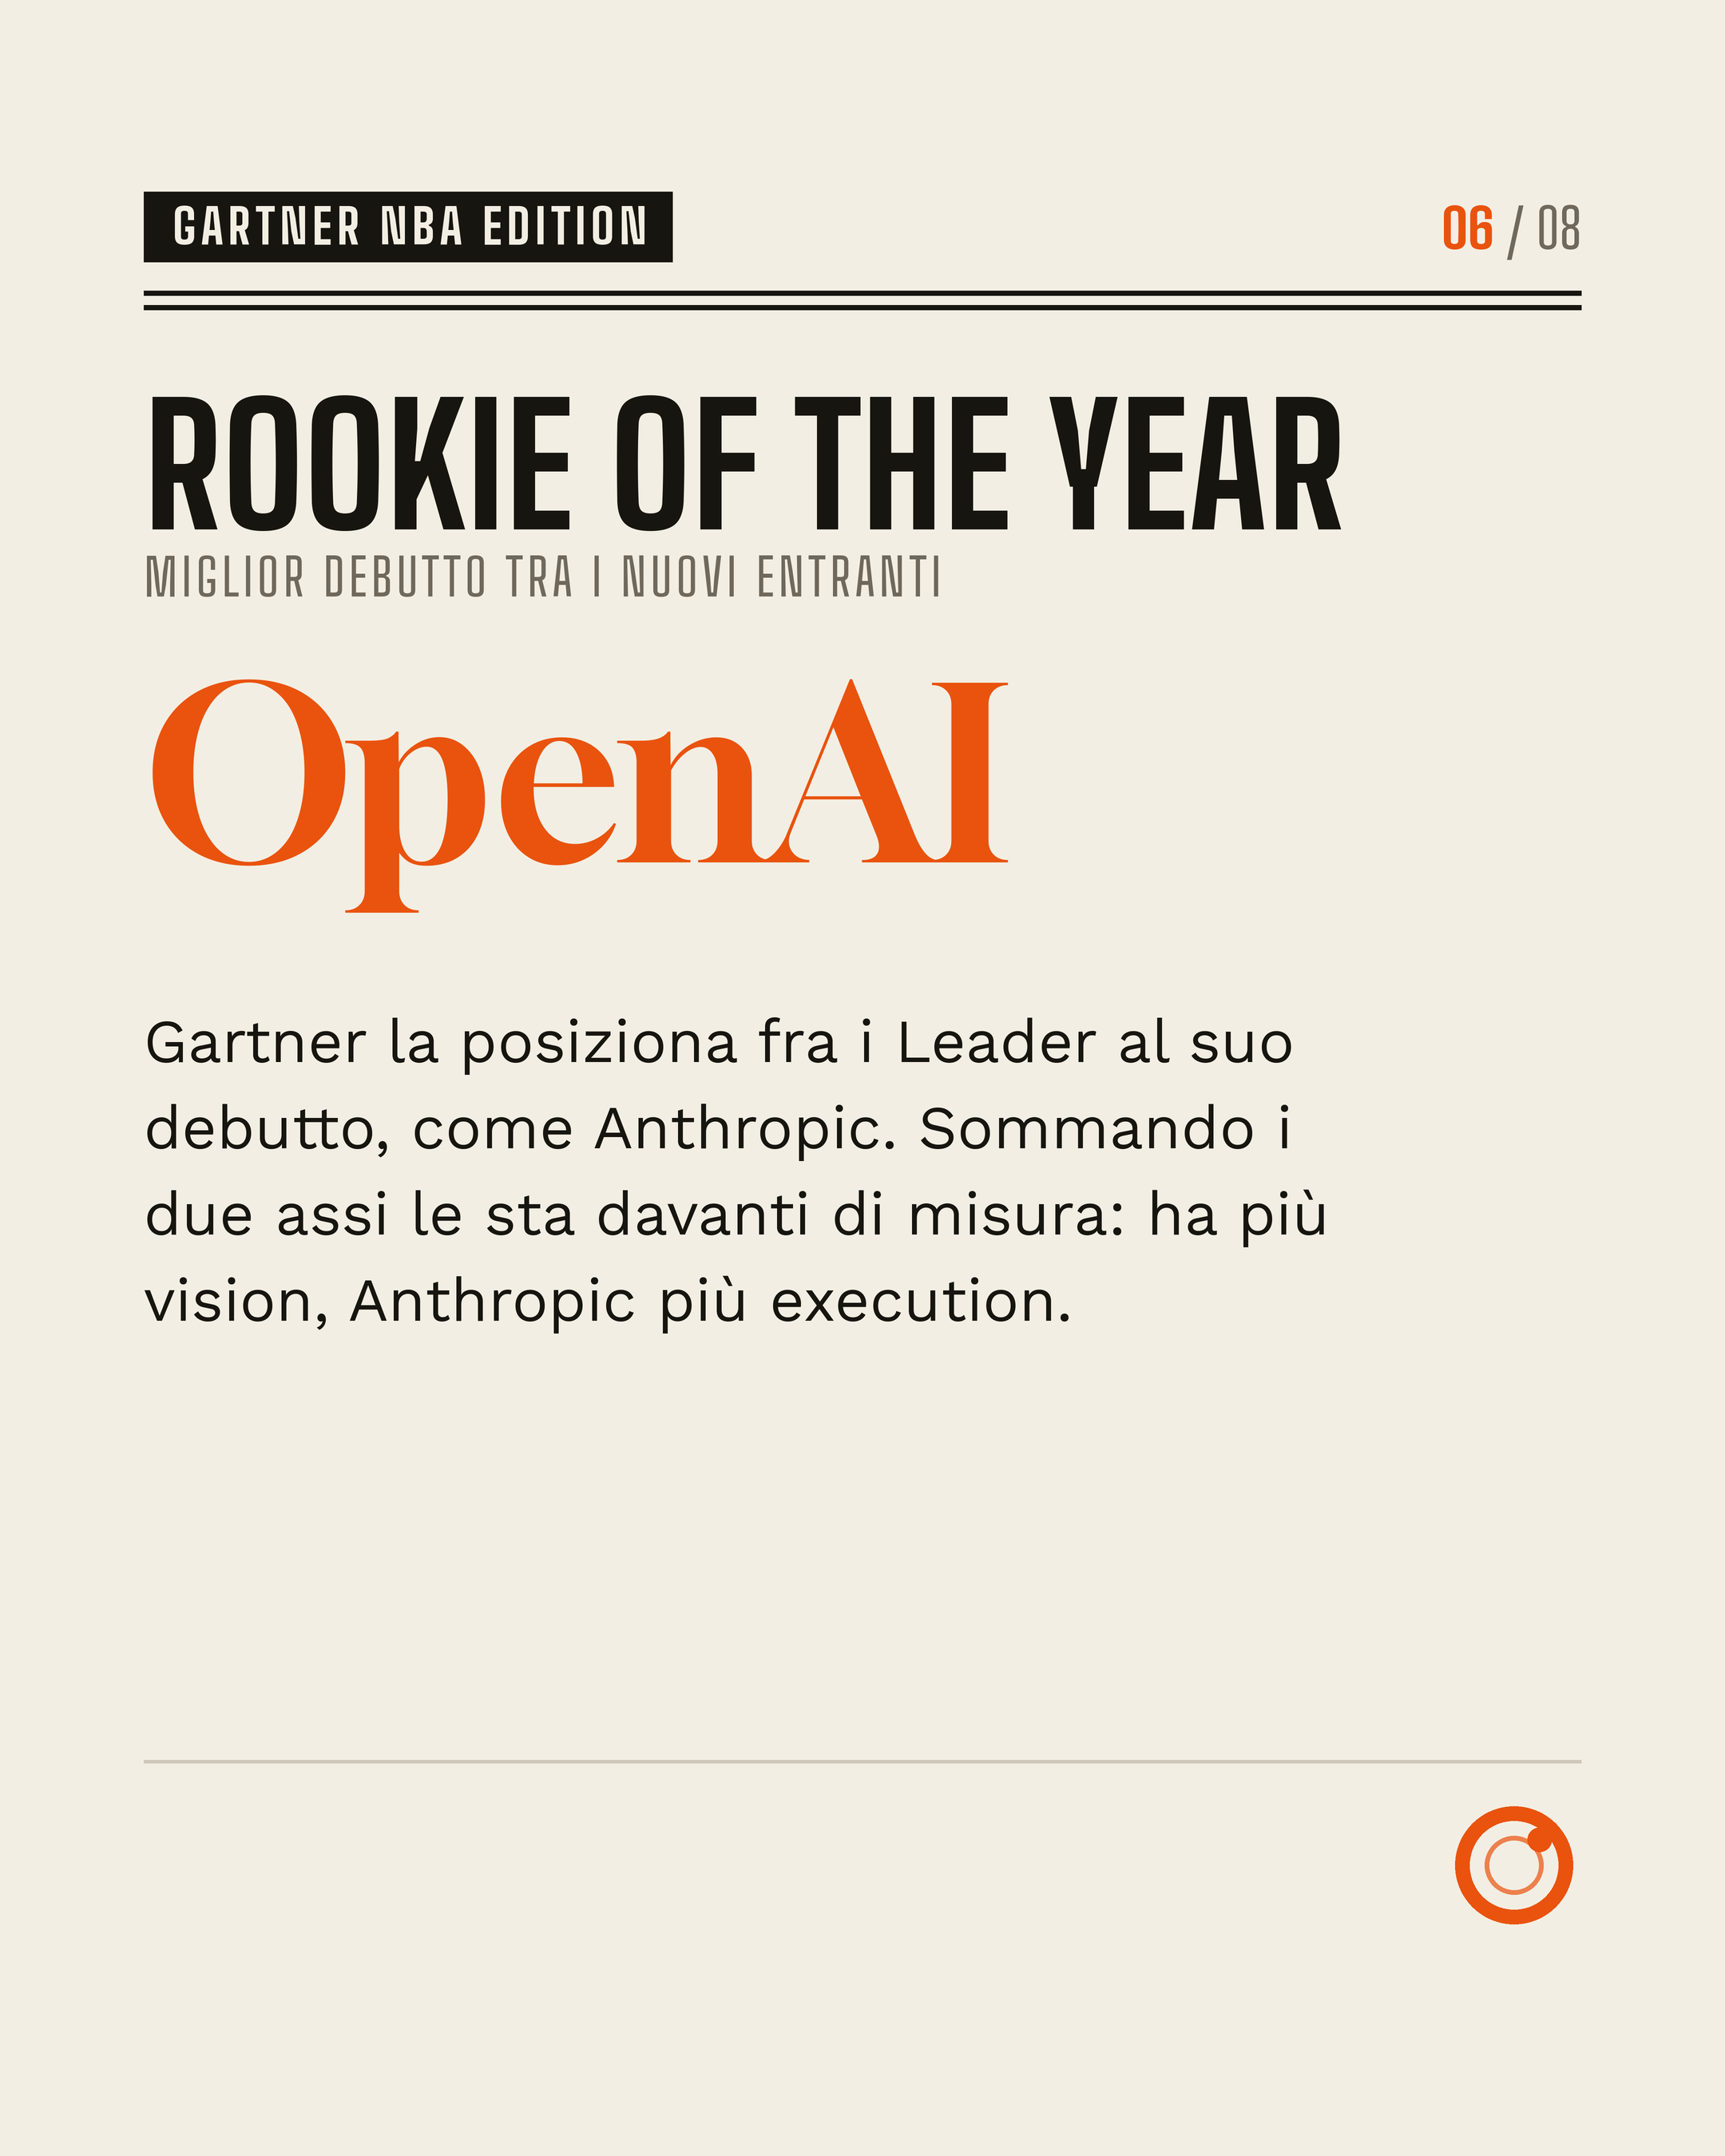 GARTNER NBA EDITION
06 / 08
ROOKIE OF THE YEAR
MIGLIOR DEBUTTO TRA I NUOVI ENTRANTI
OpenAI
Gartner la posiziona fra i Leader al suo
debutto, come Anthropic. Sommando i
due assi le sta davanti di misura: ha più
vision, Anthropic più execution.